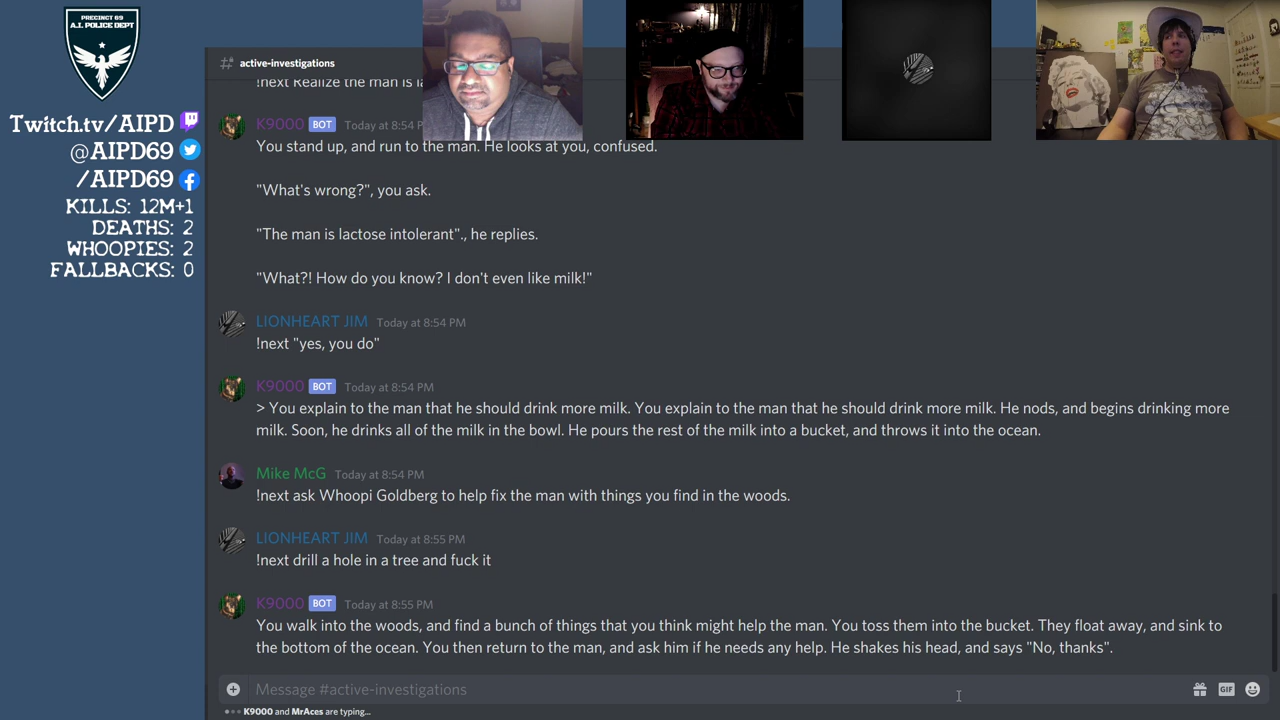 PRECINCT 69
A.I. POLICE DEPT
Twitch.tv/AIPD
@AIPD69
/AIPD69
KILLS: 12M+1
DEATHS: 2
WHOOPIES: 2
FALLBACKS: 0
active-investigations
!next Realize the man is
K9000 BOT Today at 8:54 P
You stand up, and run to the man. He looks at you, confused.
"What's wrong?", you ask.
"The man is lactose intolerant"., he replies.
"What?! How do you know? I don't even like milk!"
LIONHEART JIM Today at 8:54 PM
!next "yes, you do"
K9000 BOT Today at 8:54 PM
> You explain to the man that he should drink more milk. You explain to the man that he should drink more milk. He nods, and begins drinking more
milk. Soon, he drinks all of the milk in the bowl. He pours the rest of the milk into a bucket, and throws it into the ocean.
Mike McG Today at 8:54 PM
!next ask Whoopi Goldberg to help fix the man with things you find in the woods.
LIONHEART JIM Today at 8:55 PM
!next drill a hole in a tree and fuck it
K9000 BOT Today at 8:55 PM
You walk into the woods, and find a bunch of things that you think might help the man. You toss them into the bucket. They float away, and sink to
the bottom of the ocean. You then return to the man, and ask him if he needs any help. He shakes his head, and says "No, thanks".
Message #active-investigations
GIF
K9000 and MrAces are typing...